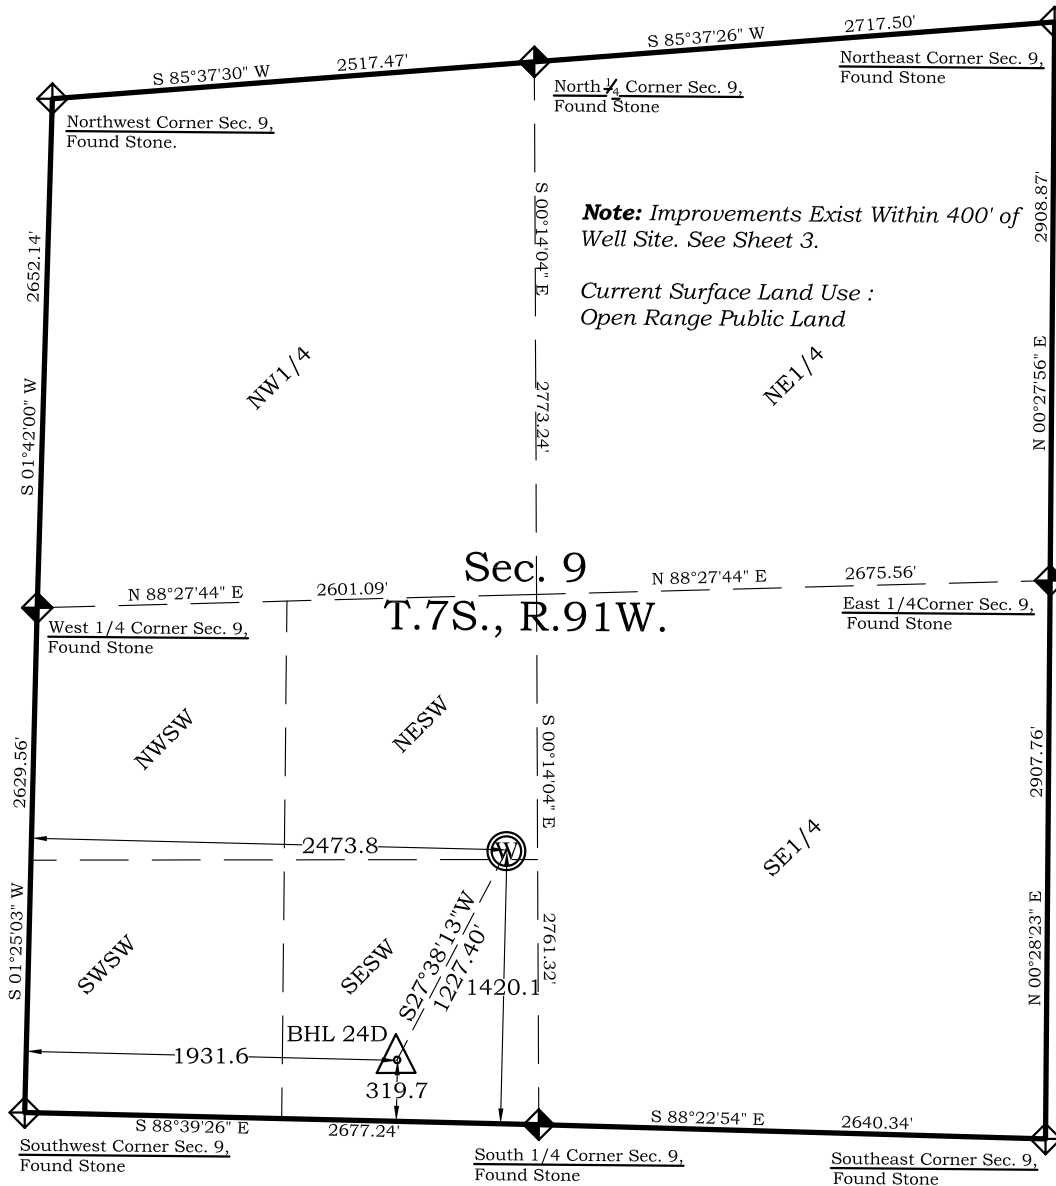 S 85°37'30" W
2517.47'
S 85°37'26" W
2717.50'
Northeast Corner Sec. 9,
Found Stone
North 1/4 Corner Sec. 9,
Found Stone
Northwest Corner Sec. 9,
Found Stone.
2652.14'
S 01°42'00" W
S 00°14'04" E
2773.24'
2908.87'
N 00°27'56" E
Note: Improvements Exist Within 400' of
Well Site. See Sheet 3.
Current Surface Land Use :
Open Range Public Land
NW1/4
NE1/4
Sec. 9
T.7S., R.91W.
N 88°27'44" E
2601.09'
N 88°27'44" E
2675.56'
West 1/4 Corner Sec. 9,
Found Stone
East 1/4Corner Sec. 9,
Found Stone
NWSW
NESW
2629.56'
S 01°25'03" W
S 00°14'04" E
2761.32'
2907.76'
N 00°28'23" E
2473.8
W
SE1/4
SWSW
SESW
S27°38'13"W
1227.40'
1420.1
BHL 24D
1931.6
319.7
S 88°39'26" E
2677.24'
S 88°22'54" E
2640.34'
Southwest Corner Sec. 9,
Found Stone
South 1/4 Corner Sec. 9,
Found Stone
Southeast Corner Sec. 9,
Found Stone